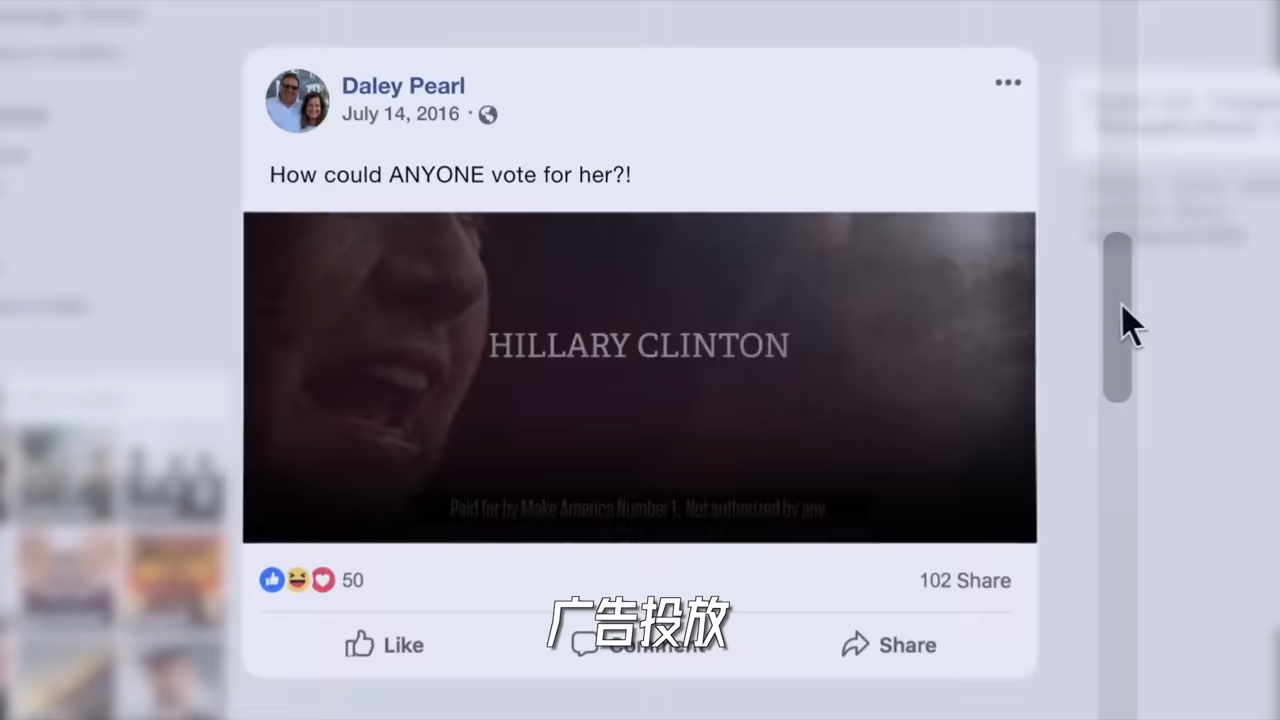 Daley Pearl
July 14, 2016 ·
How could ANYONE vote for her?!
HILLARY CLINTON
Paid for by Make America Number 1. Not authorized by any
50
102 Share
广告投放
Like
Comment
Share